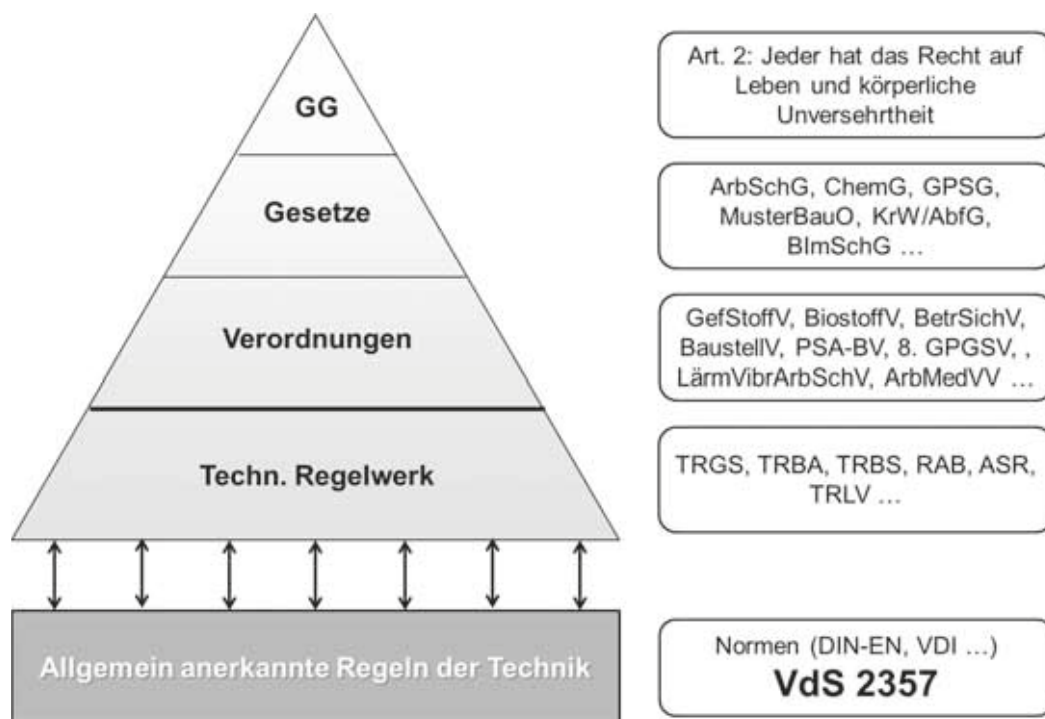 GG
Art. 2: Jeder hat das Recht auf
Leben und körperliche
Unversehrtheit
Gesetze
ArbSchG, ChemG, GPSG,
MusterBauO, KrW/AbfG,
BImSchG …
Verordnungen
GefStoffV, BiostoffV, BetrSichV,
BaustellV, PSA-BV, 8. GPGSV, ,
LärmVibrArbSchV, ArbMedVV …
Techn. Regelwerk
TRGS, TRBA, TRBS, RAB, ASR,
TRLV …
Allgemein anerkannte Regeln der Technik
Normen (DIN-EN, VDI …)
VdS 2357